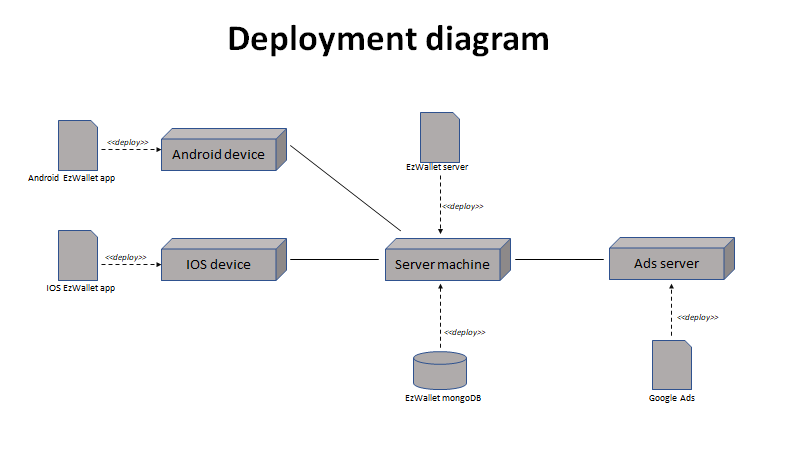 Deployment diagram
<<deploy>>
Android device
Android EzWallet app
EzWallet server
<<deploy>>
<<deploy>>
IOS device
IOS EzWallet app
Server machine
Ads server
<<deploy>>
EzWallet mongoDB
<<deploy>>
Google Ads